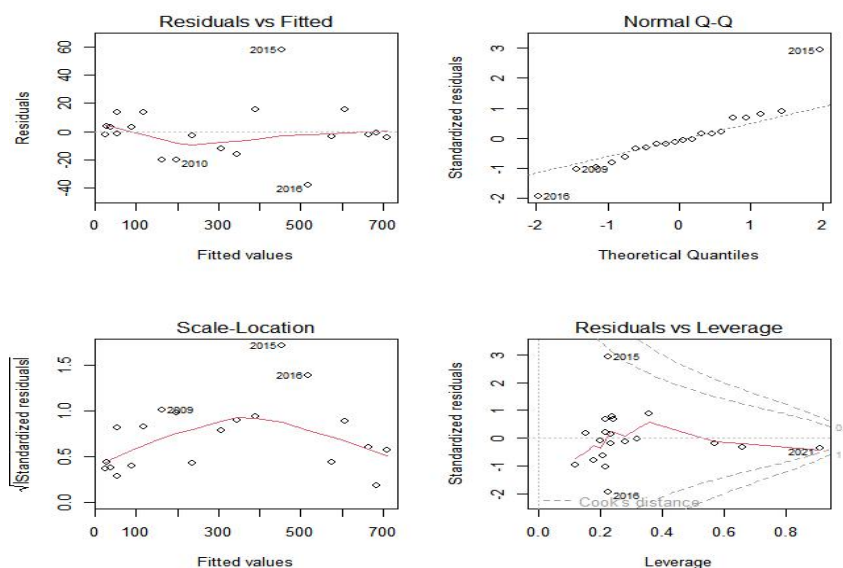 Residuals vs Fitted
Residuals
60
40
20
0
-20
-40
2015
2010
2016
0 100 300 500 700
Fitted values
Normal Q-Q
Standardized residuals
3
2
1
0
-1
-2
2015
2009
2016
-2 -1 0 1 2
Theoretical Quantiles
Scale-Location
√|Standardized residuals|
1.5
1.0
0.5
0.0
2015
2016
2009
0 100 300 500 700
Fitted values
Residuals vs Leverage
Standardized residuals
3
2
1
0
-1
-2
2015
2021
2016
Cook's distance
1
0.0 0.2 0.4 0.6 0.8
Leverage